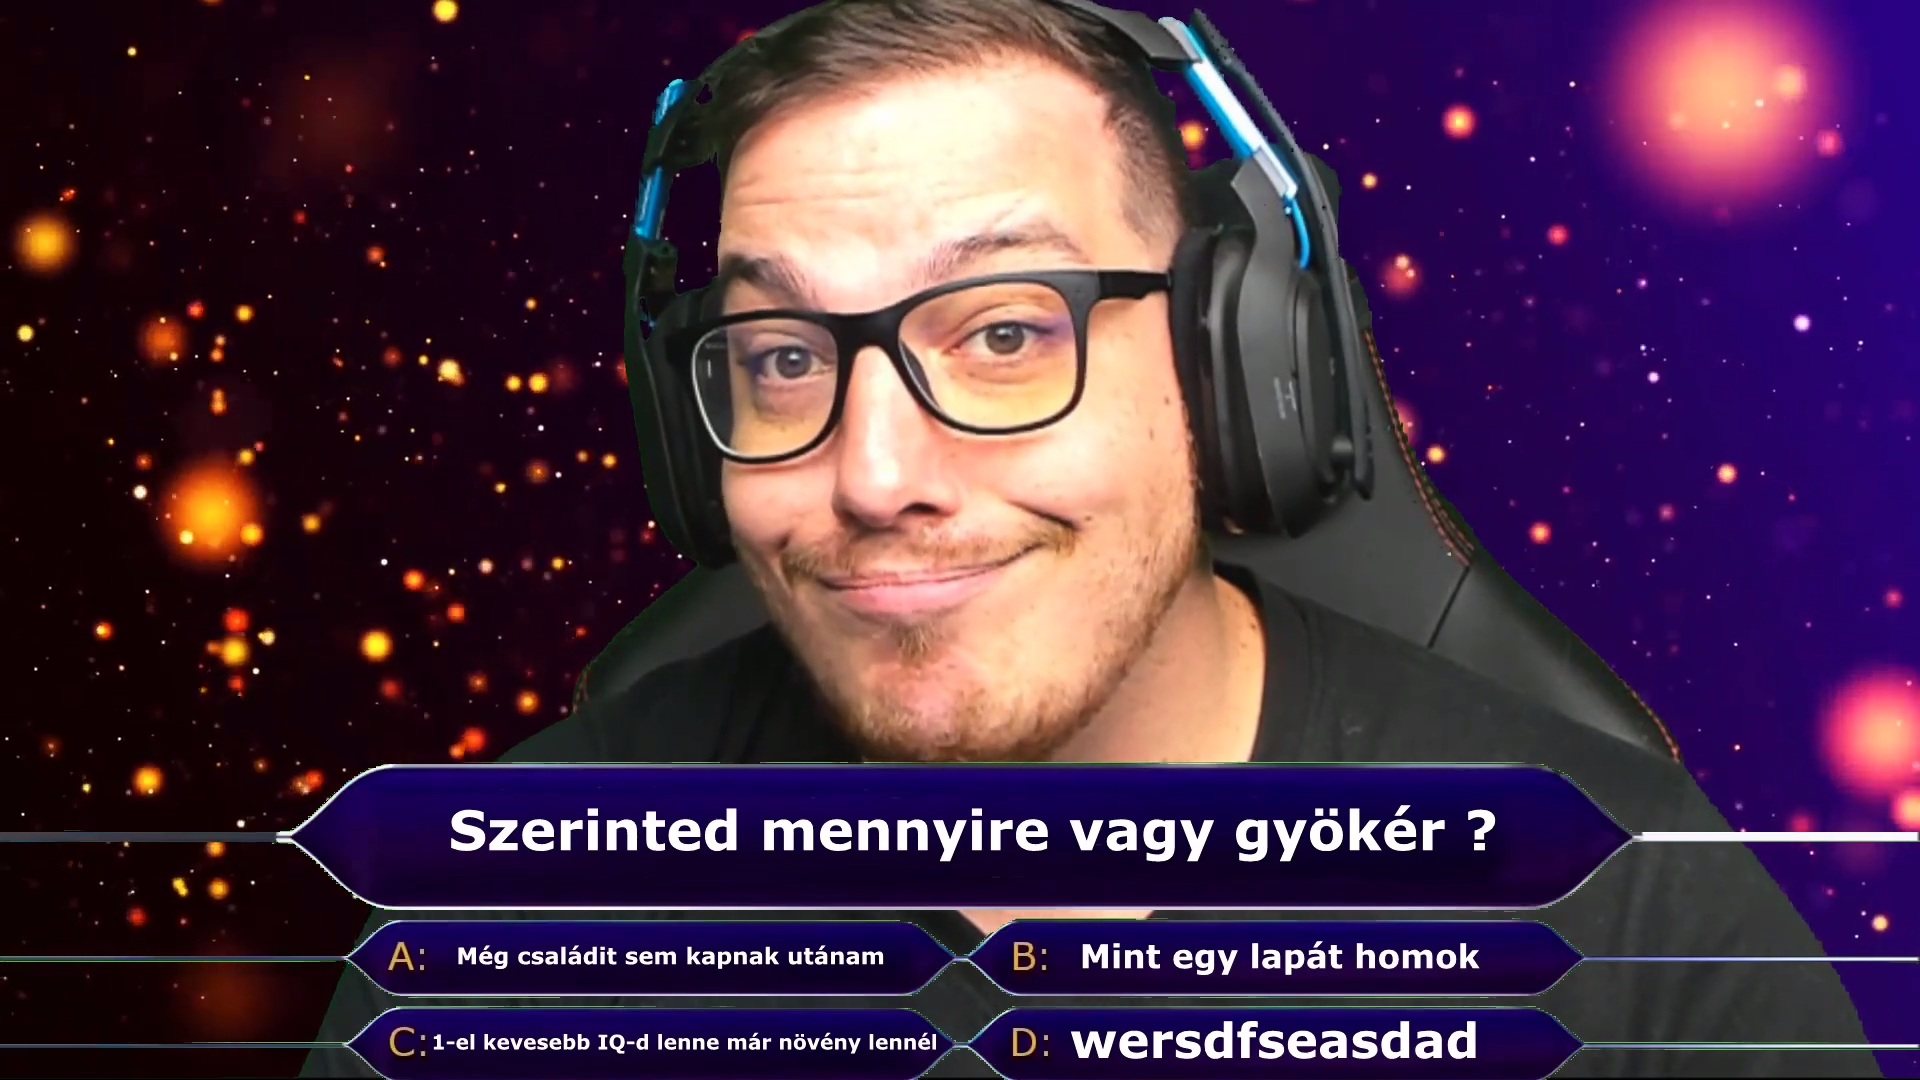 Szerinted mennyire vagy gyökér ?
A: Még családit sem kapnak utánam
B: Mint egy lapát homok
C: 1-el kevesebb IQ-d lenne már növény lennél
D: wersdfseasdad